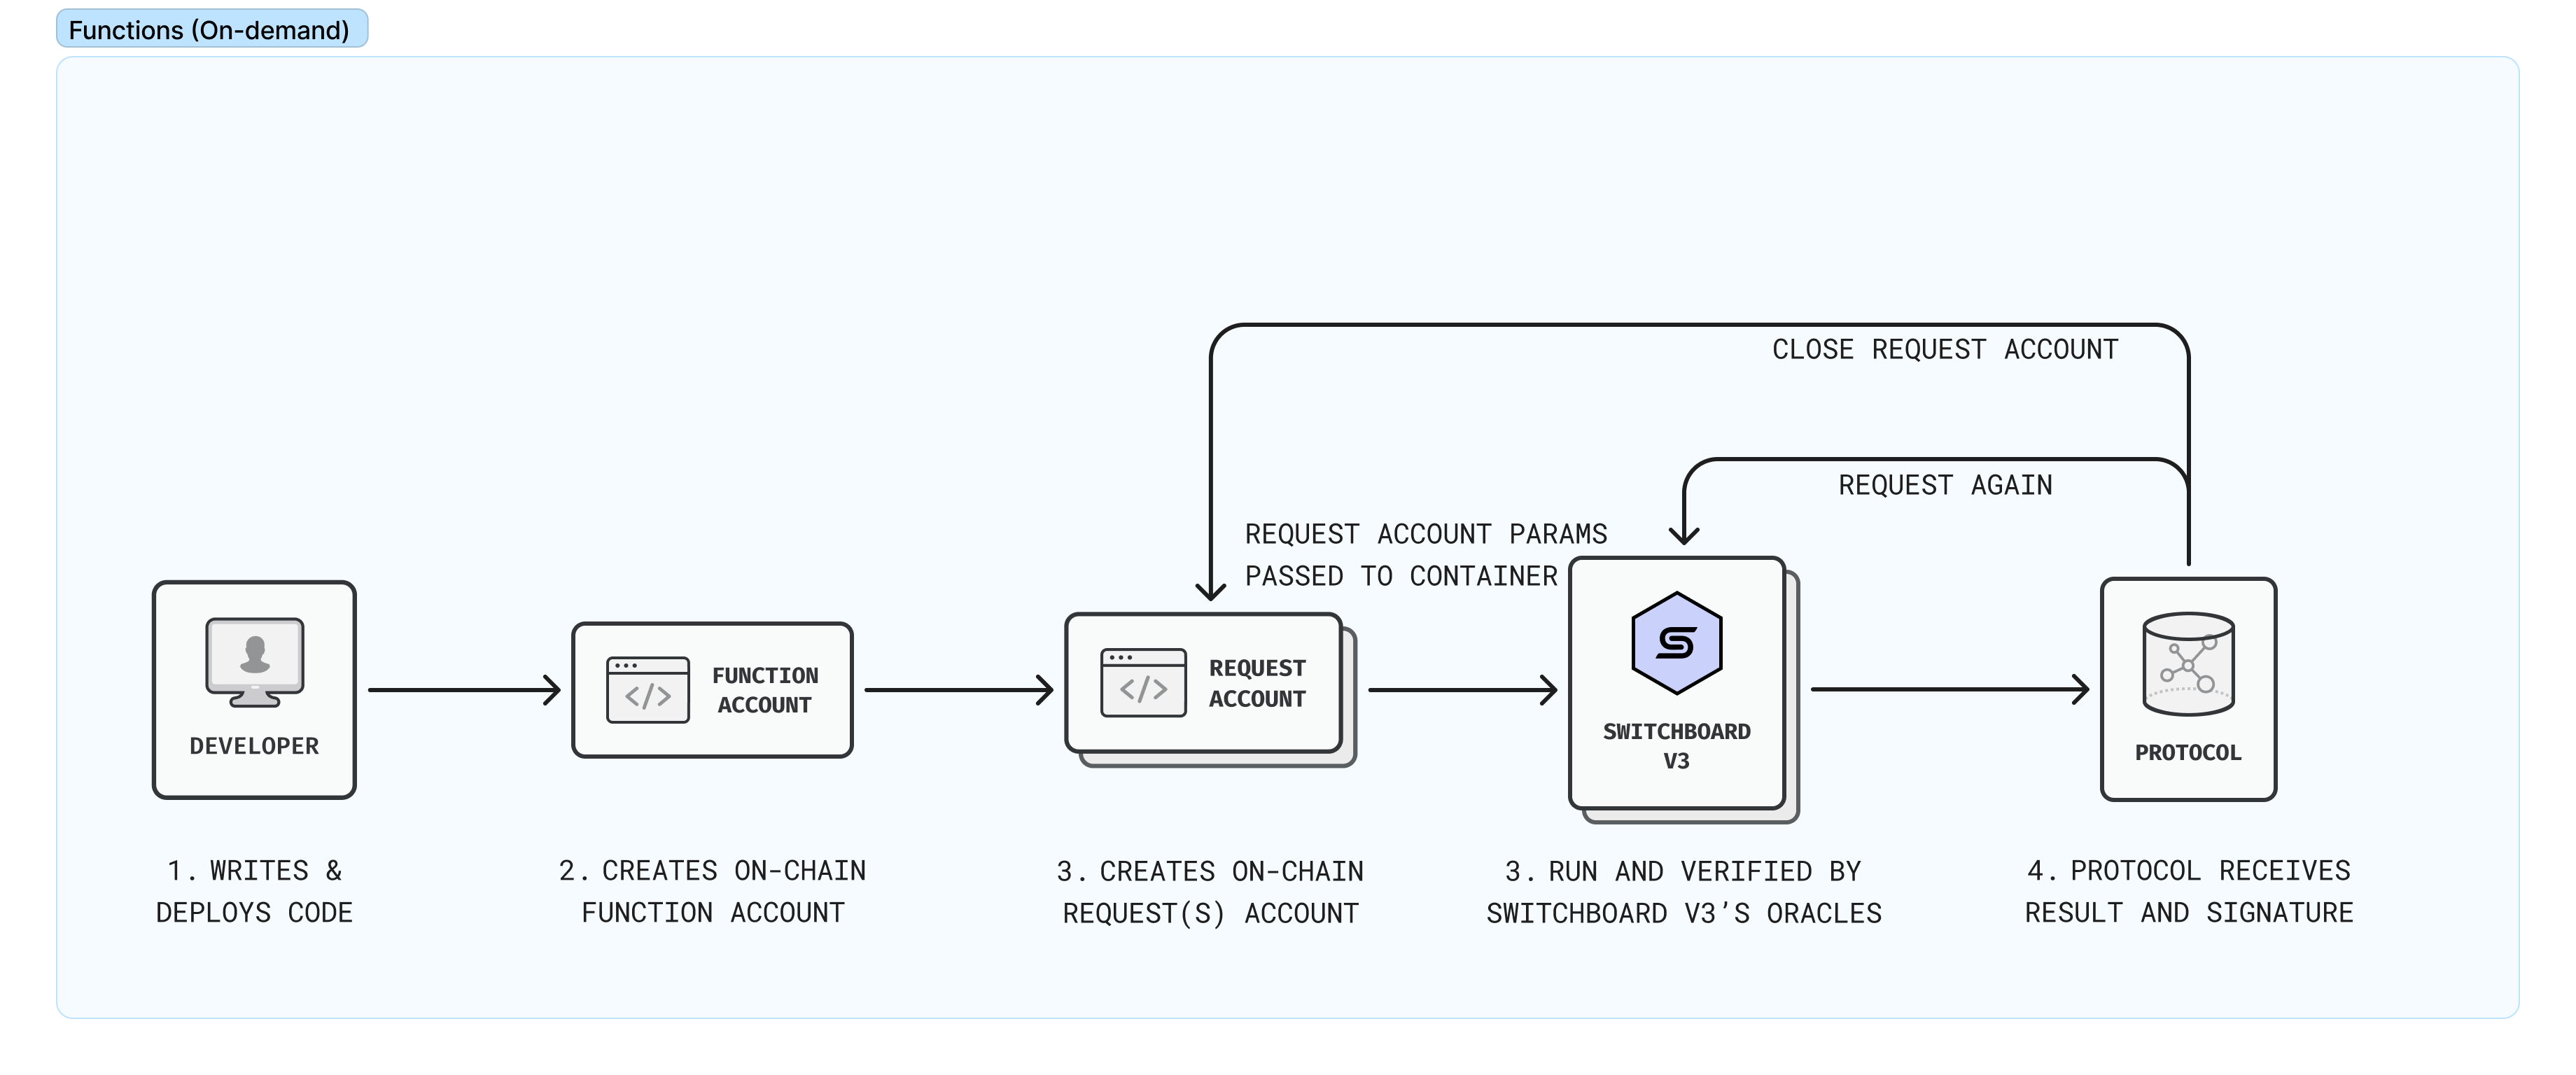 Functions (On-demand)
CLOSE REQUEST ACCOUNT
REQUEST AGAIN
REQUEST ACCOUNT PARAMS
PASSED TO CONTAINER
DEVELOPER
FUNCTION
ACCOUNT
REQUEST
ACCOUNT
SWITCHBOARD
V3
PROTOCOL
1. WRITES &
DEPLOYS CODE
2. CREATES ON-CHAIN
FUNCTION ACCOUNT
3. CREATES ON-CHAIN
REQUEST(S) ACCOUNT
3. RUN AND VERIFIED BY
SWITCHBOARD V3’S ORACLES
4. PROTOCOL RECEIVES
RESULT AND SIGNATURE